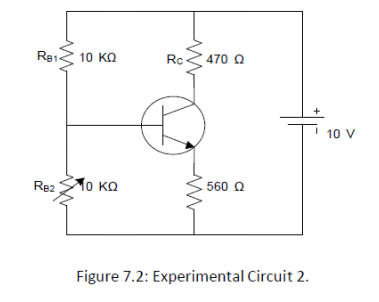 RB1 10 KΩ
RC 470 Ω
+
10 V
RB2 10 KΩ
560 Ω
Figure 7.2: Experimental Circuit 2.